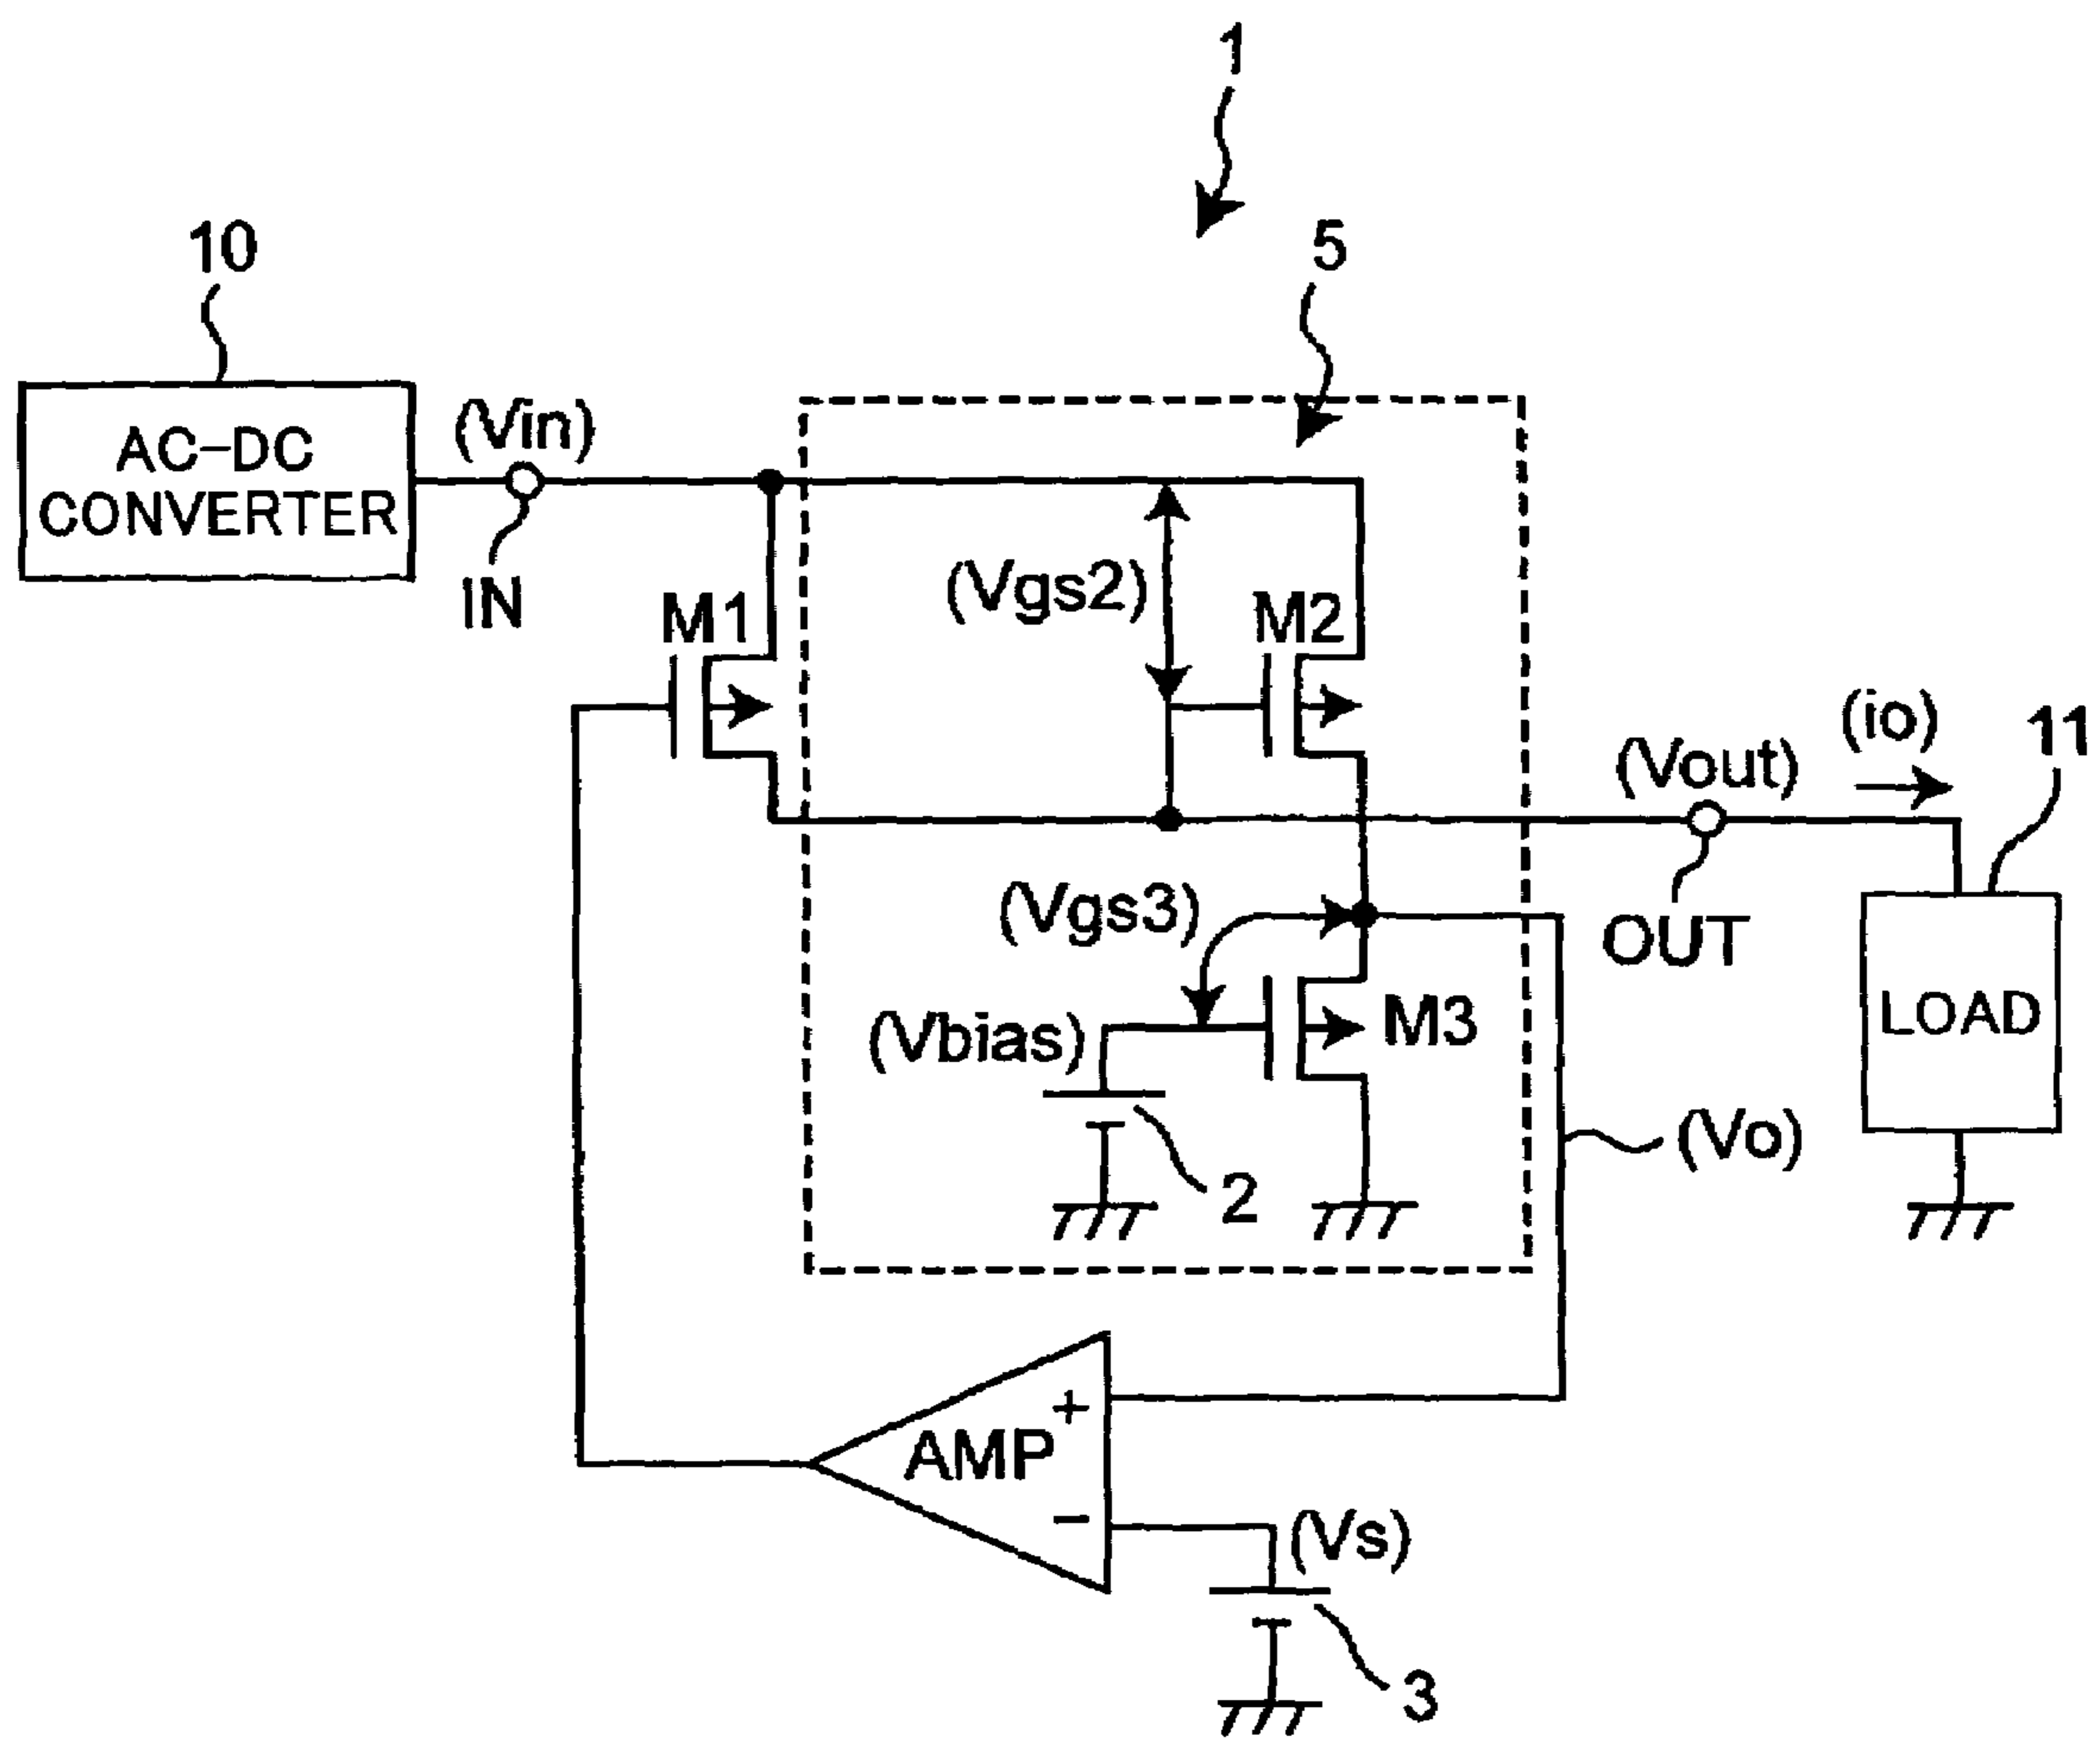 1
10
5
AC-DC
CONVERTER
(Vin)
IN
(Vgs2)
M1
M2
(io)
11
(Vout)
OUT
(Vgs3)
(Vbias)
M3
LOAD
2
(Vo)
+
AMP
−
(Vs)
3